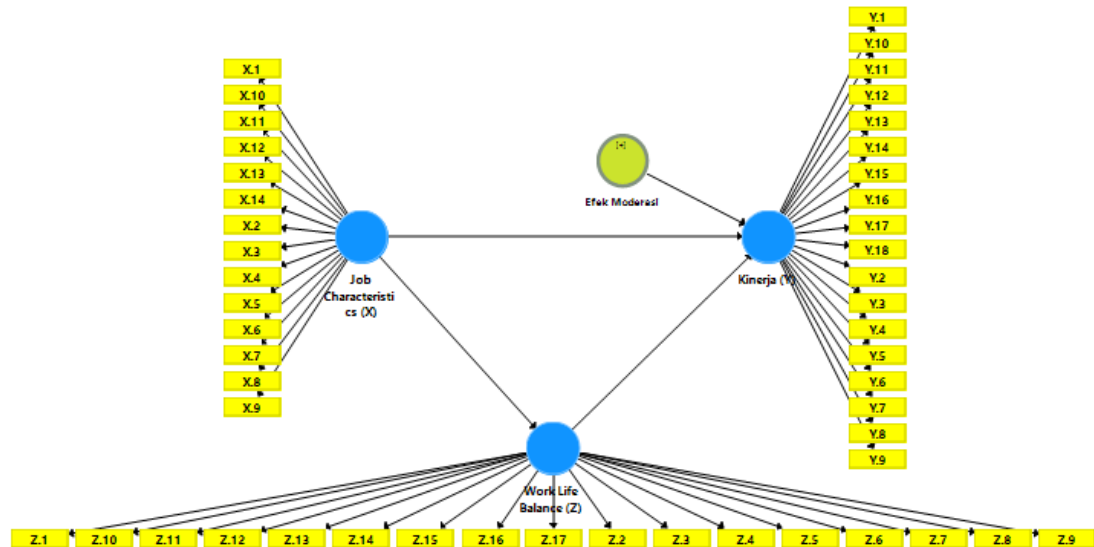 Y.1
Y.10
Y.11
Y.12
Y.13
Y.14
Y.15
Y.16
Y.17
Y.18
Y.2
Y.3
Y.4
Y.5
Y.6
Y.7
Y.8
Y.9
X.1
X.10
X.11
X.12
X.13
X.14
X.2
X.3
X.4
X.5
X.6
X.7
X.8
X.9
[+]
Efek Moderasi
Job
Characteristi
cs (X)
Kinerja (Y)
Work Life
Balance (Z)
Z.1 Z.10 Z.11 Z.12 Z.13 Z.14 Z.15 Z.16 Z.17 Z.2 Z.3 Z.4 Z.5 Z.6 Z.7 Z.8 Z.9